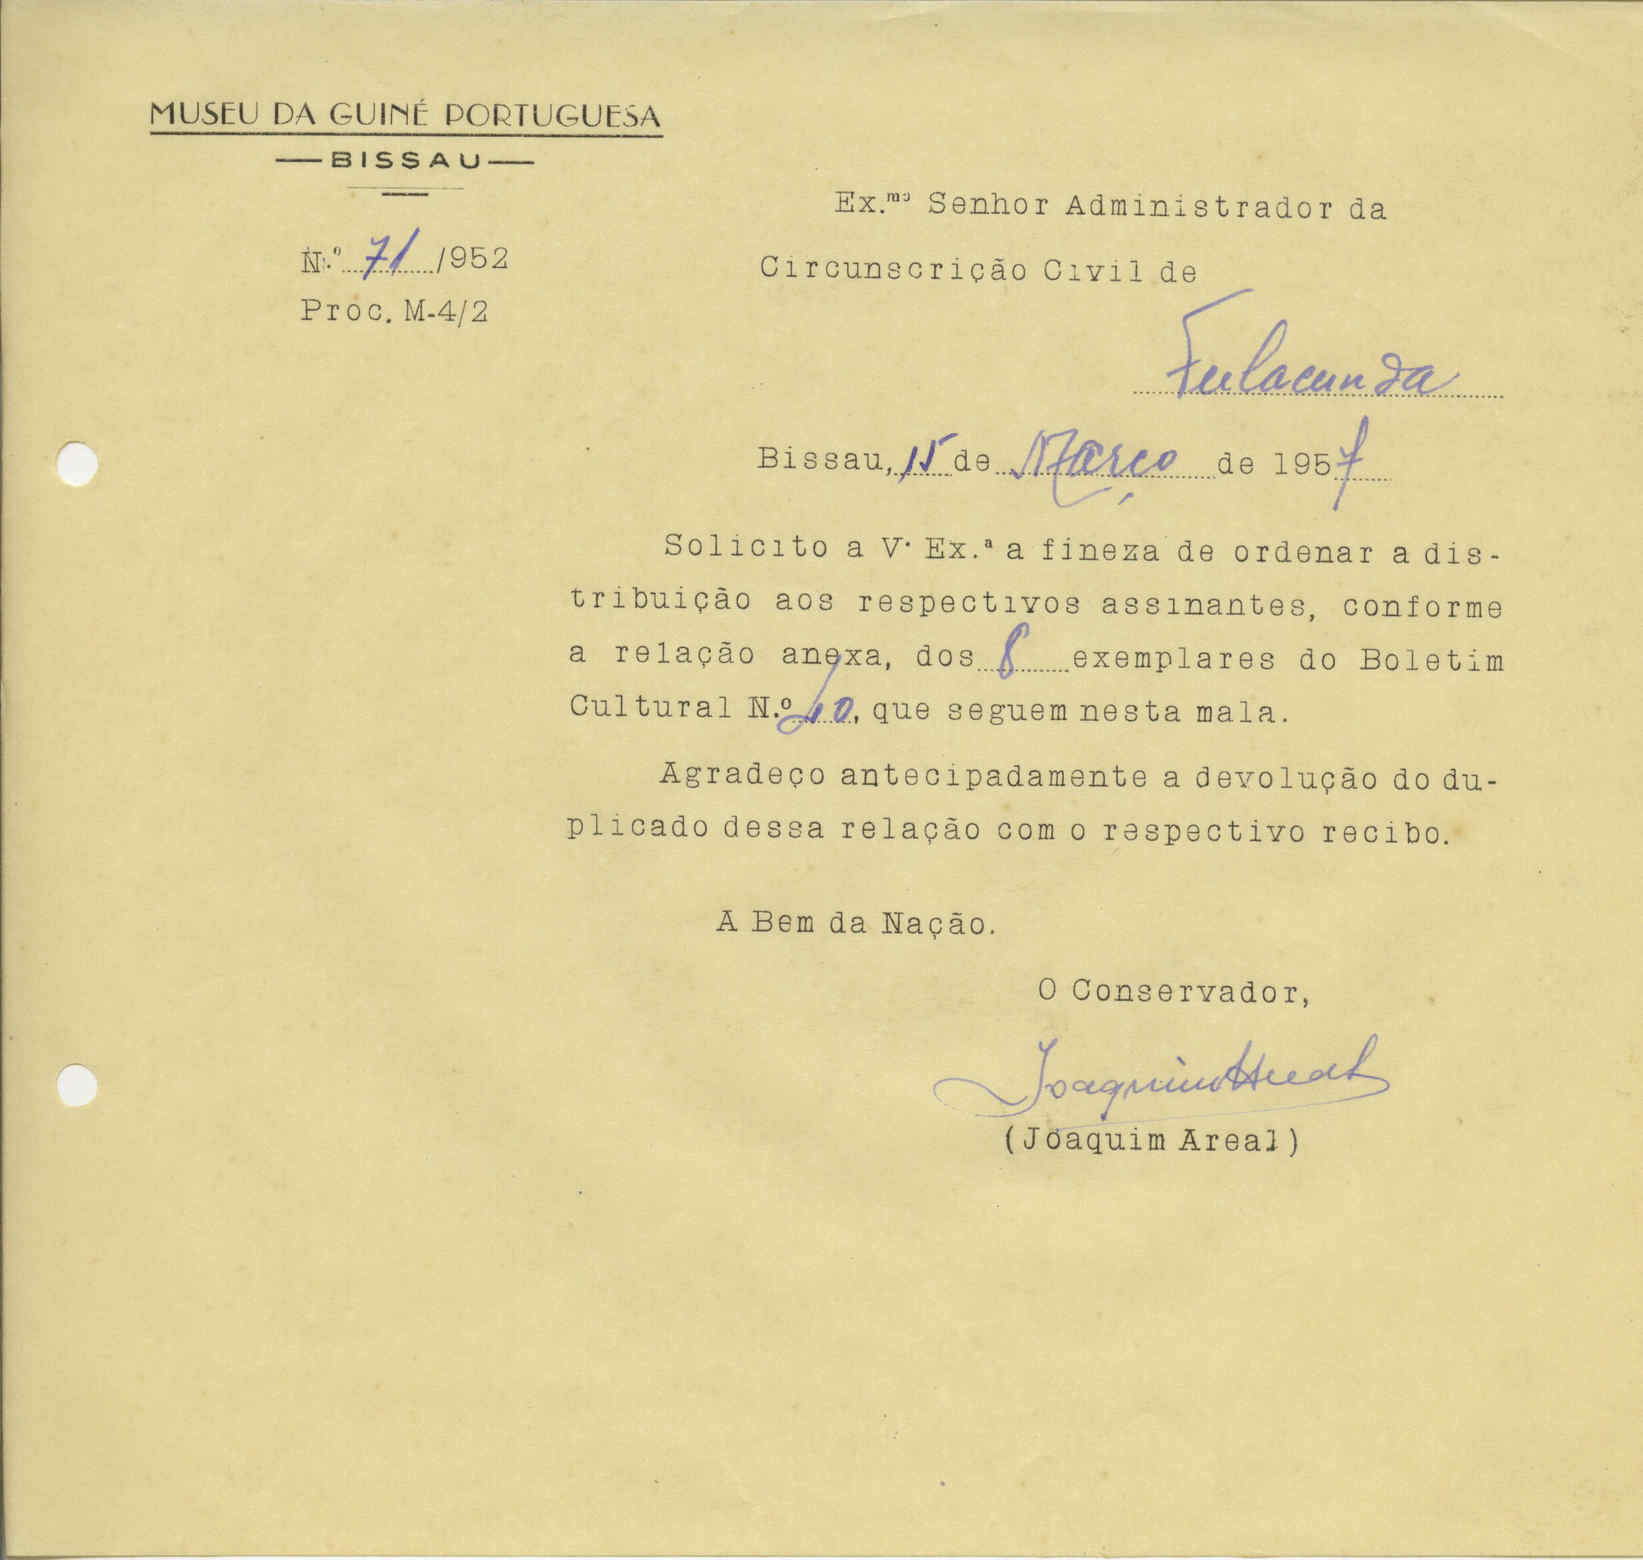 MUSEU DA GUINÉ PORTUGUESA
BISSAU
N.º 71/952
Proc. M-4/2
Ex.mo Senhor Administrador da
Circunscrição Civil de
Fulacunda
Bissau, 15 de Março de 1957
Solicito a V. Ex.ª a fineza de ordenar a dis-
tribuição aos respectivos assinantes, conforme
a relação anexa, dos 8 exemplares do Boletim
Cultural N.º 40, que seguem nesta mala.
Agradeço antecipadamente a devolução do du-
plicado dessa relação com o respectivo recibo.
A Bem da Nação.
O Conservador,
Joaquim Areal
(Joaquim Areal)